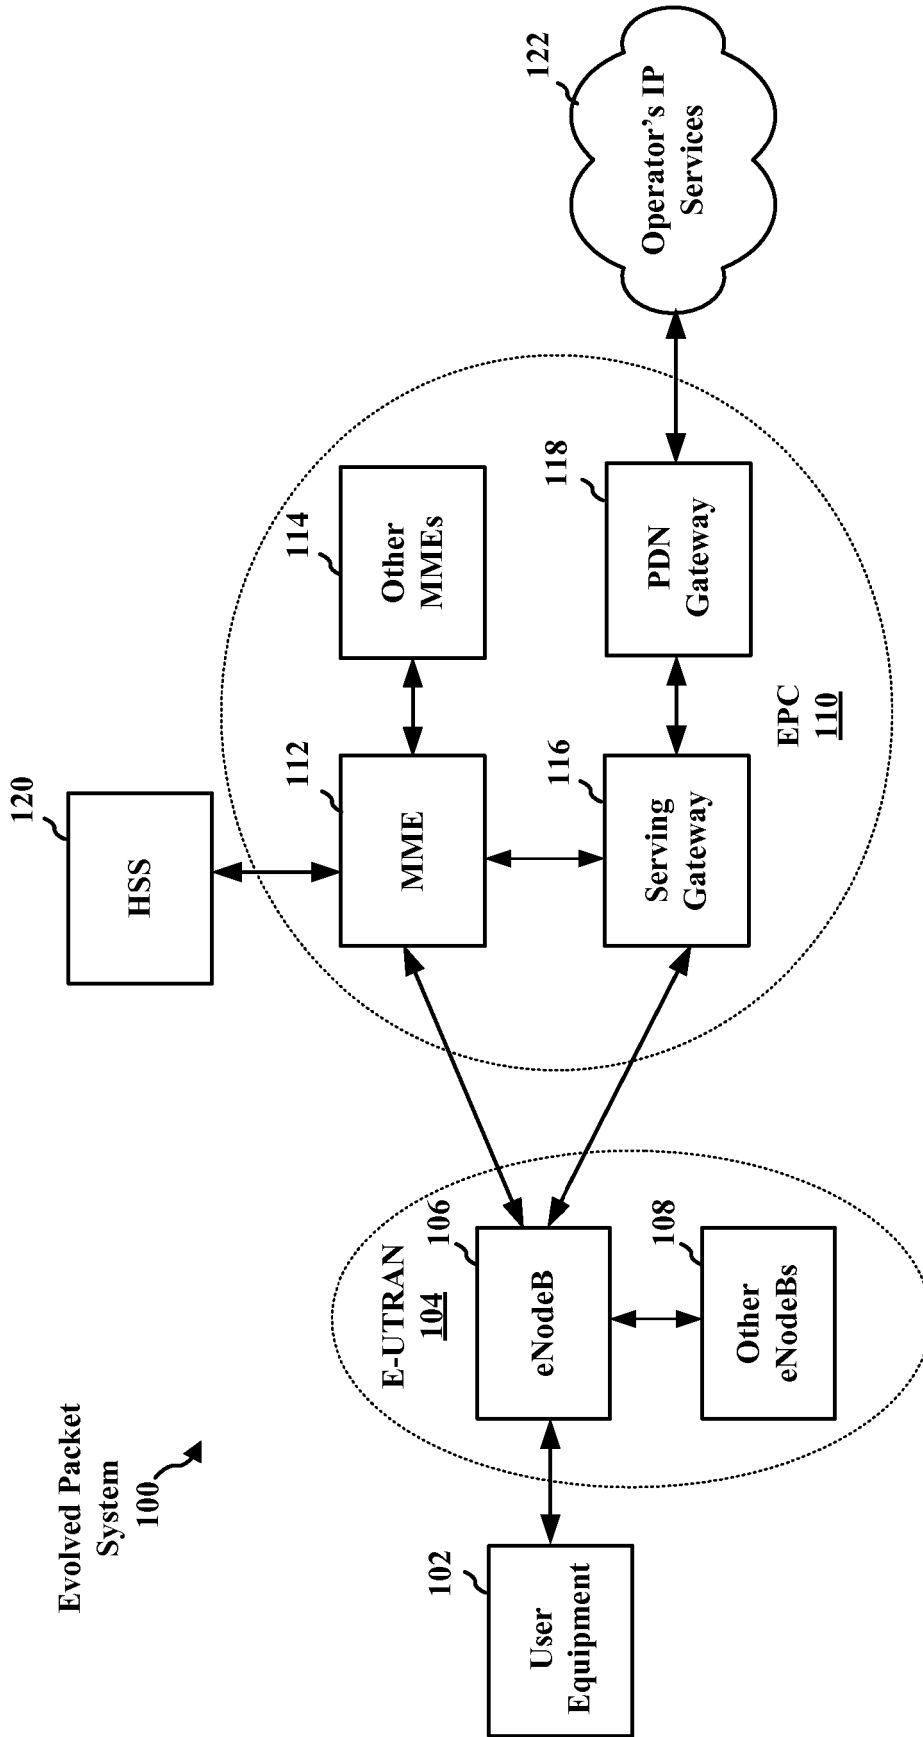 Evolved Packet
System
100
102
User
Equipment
E-UTRAN
104
106
eNodeB
108
Other
eNodeBs
120
HSS
112
MME
114
Other
MMEs
116
Serving
Gateway
118
PDN
Gateway
EPC
110
122
Operator's IP
Services